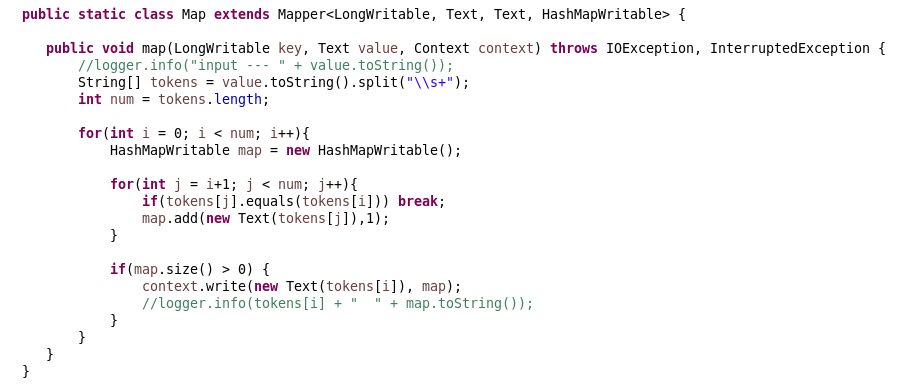 public static class Map extends Mapper<LongWritable, Text, Text, HashMapWritable> {
public void map(LongWritable key, Text value, Context context) throws IOException, InterruptedException {
//logger.info("input --- " + value.toString());
String[] tokens = value.toString().split("\\s+");
int num = tokens.length;
for(int i = 0; i < num; i++){
HashMapWritable map = new HashMapWritable();
for(int j = i+1; j < num; j++){
if(tokens[j].equals(tokens[i])) break;
map.add(new Text(tokens[j]),1);
}
if(map.size() > 0) {
context.write(new Text(tokens[i]), map);
//logger.info(tokens[i] + "  " + map.toString());
}
}
}
}